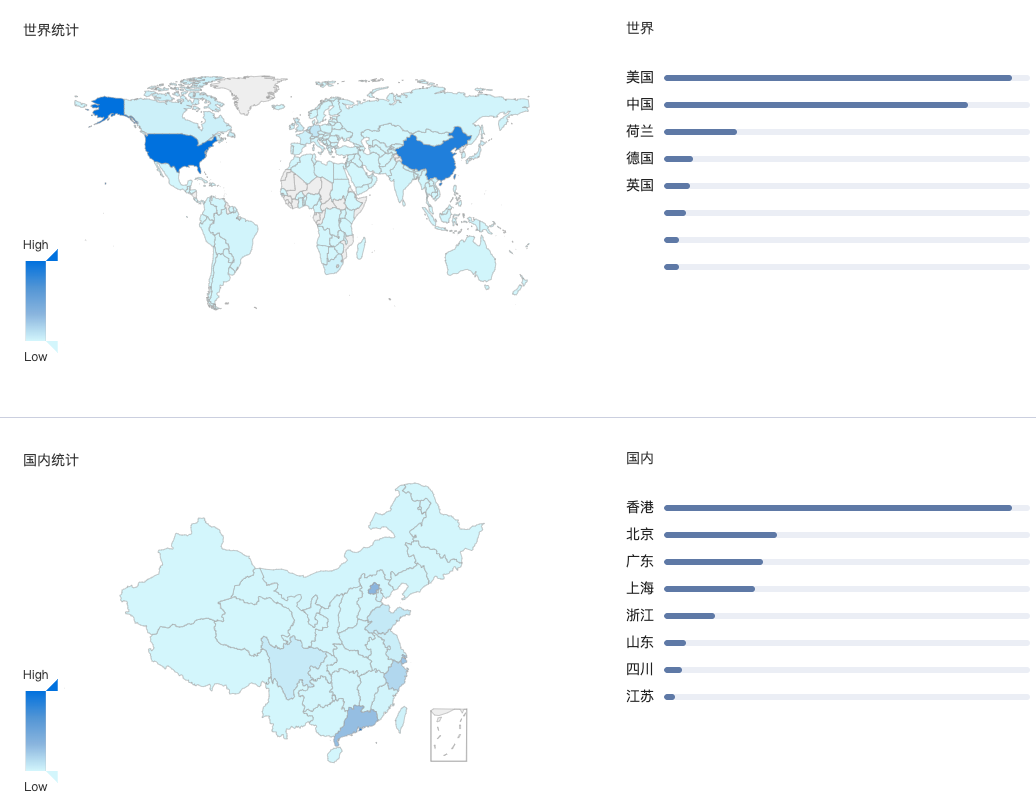 世界统计
High
Low
世界
美国
中国
荷兰
德国
英国
国内统计
High
Low
国内
香港
北京
广东
上海
浙江
山东
四川
江苏